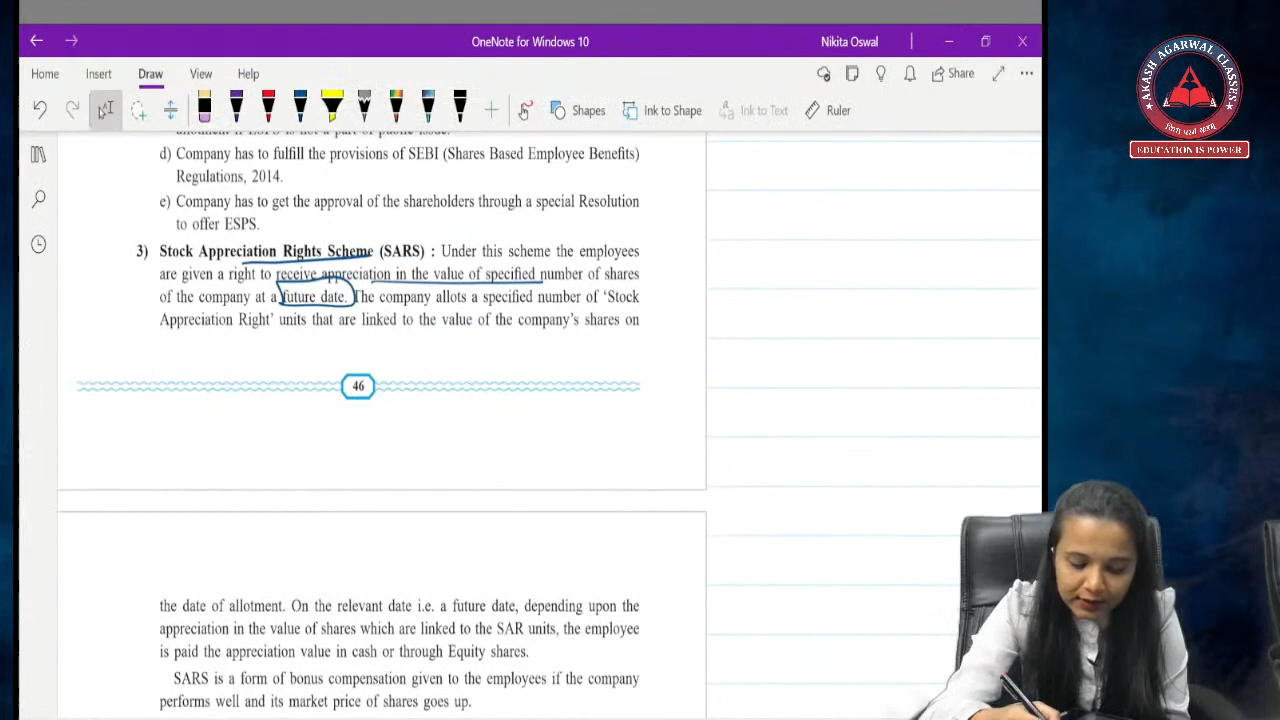 OneNote for Windows 10
Nikita Oswal
Home
Insert
Draw
View
Help
Share
Shapes
Ink to Shape
Ink to Text
Ruler
d) Company has to fulfill the provisions of SEBI (Shares Based Employee Benefits)
Regulations, 2014.
e) Company has to get the approval of the shareholders through a special Resolution
to offer ESPS.
3) Stock Appreciation Rights Scheme (SARS) : Under this scheme the employees
are given a right to receive appreciation in the value of specified number of shares
of the company at a future date. The company allots a specified number of ‘Stock
Appreciation Right’ units that are linked to the value of the company’s shares on
46
the date of allotment. On the relevant date i.e. a future date, depending upon the
appreciation in the value of shares which are linked to the SAR units, the employee
is paid the appreciation value in cash or through Equity shares.
SARS is a form of bonus compensation given to the employees if the company
performs well and its market price of shares goes up.
AKASH AGARWAL CLASSES
EDUCATION IS POWER